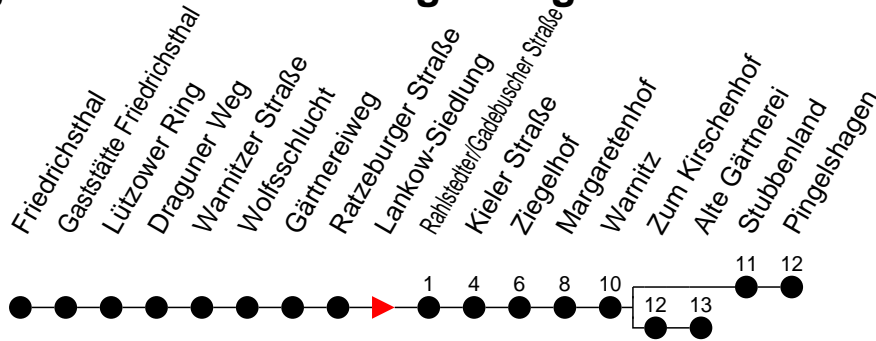 Friedrichsthal
Gaststätte Friedrichsthal
Lützower Ring
Draguner Weg
Warnitzer Straße
Wolfsschlucht
Gärtnereiweg
Ratzeburger Straße
Lankow-Siedlung
Rahlstedter/Gadebuscher Straße
Kieler Straße
Ziegelhof
Margaretenhof
Warnitz
Zum Kirschenhof
Alte Gärtnerei
Stubbenland
Pingelshagen
11 12
1 4 6 8 10
12 13